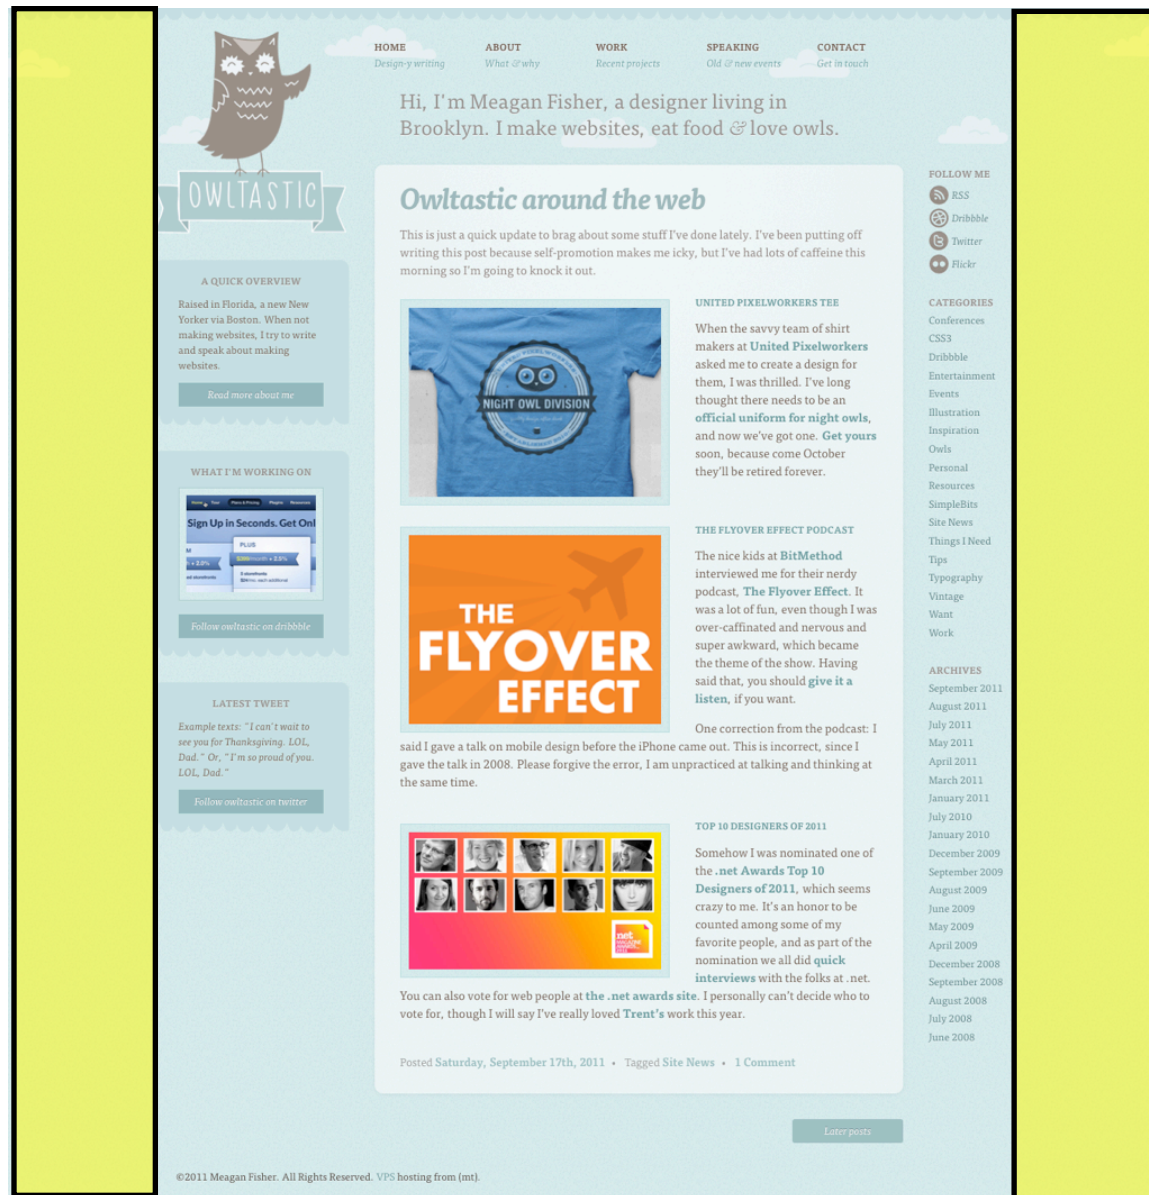 HOME
Design-y writing
ABOUT
What & why
WORK
Recent projects
SPEAKING
Old & new events
CONTACT
Get in touch
Hi, I'm Meagan Fisher, a designer living in
Brooklyn. I make websites, eat food & love owls.
OWLTASTIC
A QUICK OVERVIEW
Raised in Florida, a new New
Yorker via Boston. When not
making websites, I try to write
and speak about making
websites.
Read more about me
WHAT I'M WORKING ON
Sign Up in Seconds. Get Onl
PLUS
Follow owltastic on dribbble
LATEST TWEET
Example texts: "I can't wait to
see you for Thanksgiving. LOL,
Dad." Or, "I'm so proud of you.
LOL, Dad."
Follow owltastic on twitter
Owltastic around the web
This is just a quick update to brag about some stuff I've done lately. I've been putting off
writing this post because self-promotion makes me icky, but I've had lots of caffeine this
morning so I'm going to knock it out.
NIGHT OWL DIVISION
UNITED PIXELWORKERS TEE
When the savvy team of shirt
makers at United Pixelworkers
asked me to create a design for
them, I was thrilled. I've long
thought there needs to be an
official uniform for night owls,
and now we've got one. Get yours
soon, because come October
they'll be retired forever.
THE
FLYOVER
EFFECT
THE FLYOVER EFFECT PODCAST
The nice kids at BitMethod
interviewed me for their nerdy
podcast, The Flyover Effect. It
was a lot of fun, even though I was
over-caffinated and nervous and
super awkward, which became
the theme of the show. Having
said that, you should give it a
listen, if you want.
One correction from the podcast: I
said I gave a talk on mobile design before the iPhone came out. This is incorrect, since I
gave the talk in 2008. Please forgive the error, I am unpracticed at talking and thinking at
the same time.
.net
TOP 10 DESIGNERS OF 2011
Somehow I was nominated one of
the .net Awards Top 10
Designers of 2011, which seems
crazy to me. It's an honor to be
counted among some of my
favorite people, and as part of the
nomination we all did quick
interviews with the folks at .net.
You can also vote for web people at the .net awards site. I personally can't decide who to
vote for, though I will say I've really loved Trent's work this year.
Posted Saturday, September 17th, 2011 • Tagged Site News • 1 Comment
Later posts
FOLLOW ME
RSS
Dribbble
Twitter
Flickr
CATEGORIES
Conferences
CSS3
Dribbble
Entertainment
Events
Illustration
Inspiration
Owls
Personal
Resources
SimpleBits
Site News
Things I Need
Tips
Typography
Vintage
Want
Work
ARCHIVES
September 2011
August 2011
July 2011
May 2011
April 2011
March 2011
January 2011
July 2010
January 2010
December 2009
September 2009
August 2009
June 2009
May 2009
April 2009
December 2008
September 2008
August 2008
July 2008
June 2008
©2011 Meagan Fisher. All Rights Reserved. VPS hosting from (mt).